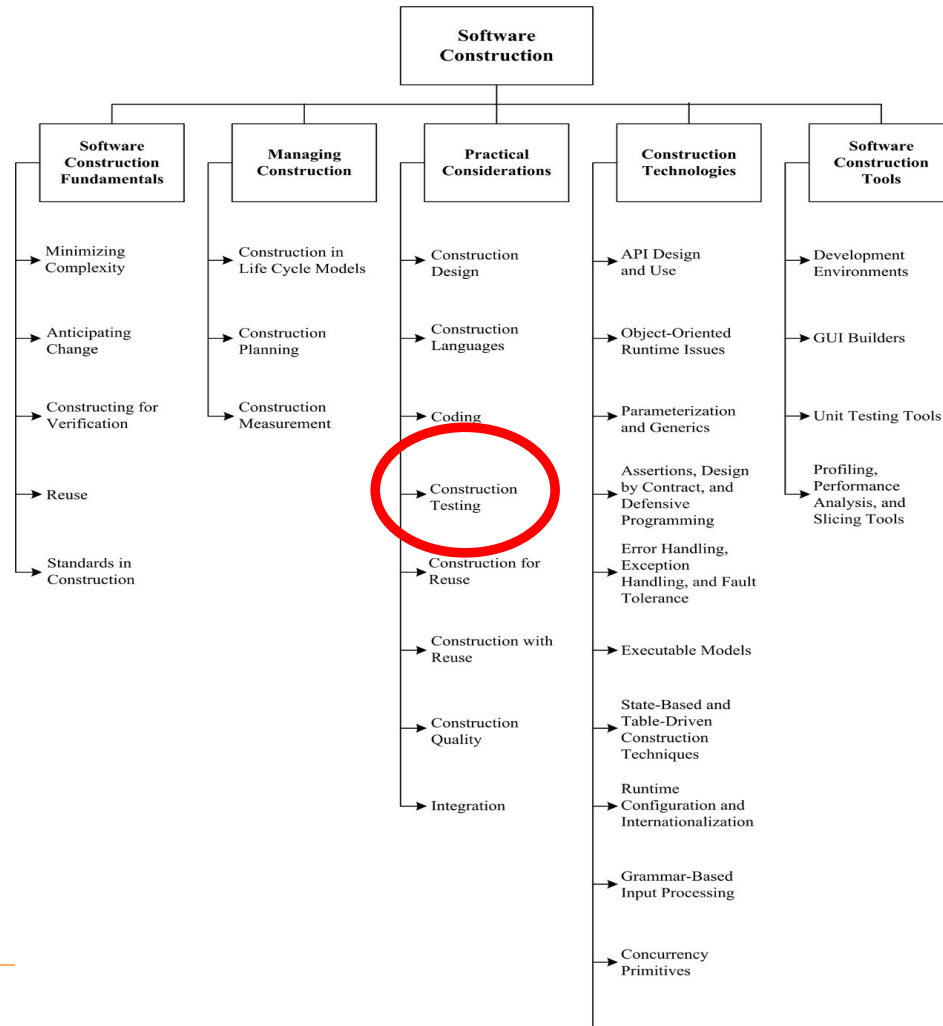 Software
Construction
Software
Construction
Fundamentals
Minimizing
Complexity
Anticipating
Change
Constructing for
Verification
Reuse
Standards in
Construction
Managing
Construction
Construction in
Life Cycle Models
Construction
Planning
Construction
Measurement
Practical
Considerations
Construction
Design
Construction
Languages
Coding
Construction
Testing
Construction for
Reuse
Construction with
Reuse
Construction
Quality
Integration
Construction
Technologies
API Design
and Use
Object-Oriented
Runtime Issues
Parameterization
and Generics
Assertions, Design
by Contract, and
Defensive
Programming
Error Handling,
Exception
Handling, and Fault
Tolerance
Executable Models
State-Based and
Table-Driven
Construction
Techniques
Runtime
Configuration and
Internationalization
Grammar-Based
Input Processing
Concurrency
Primitives
Software
Construction
Tools
Development
Environments
GUI Builders
Unit Testing Tools
Profiling,
Performance
Analysis, and
Slicing Tools